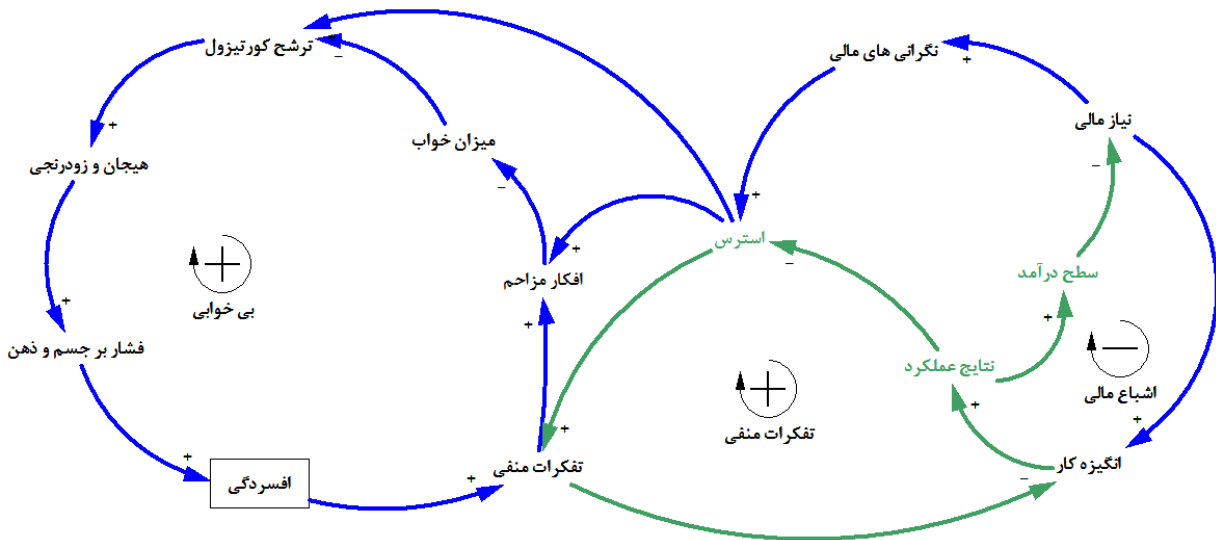 ترشح کورتیزول
نگرانی های مالی
نیاز مالی
میزان خواب
هیجان و زودرنجی
استرس
سطح درآمد
افکار مزاحم
بی خوابی
فشار بر جسم و ذهن
نتایج عملکرد
اشباع مالی
تفکرات منفی
انگیزه کار
تفکرات منفی
افسردگی